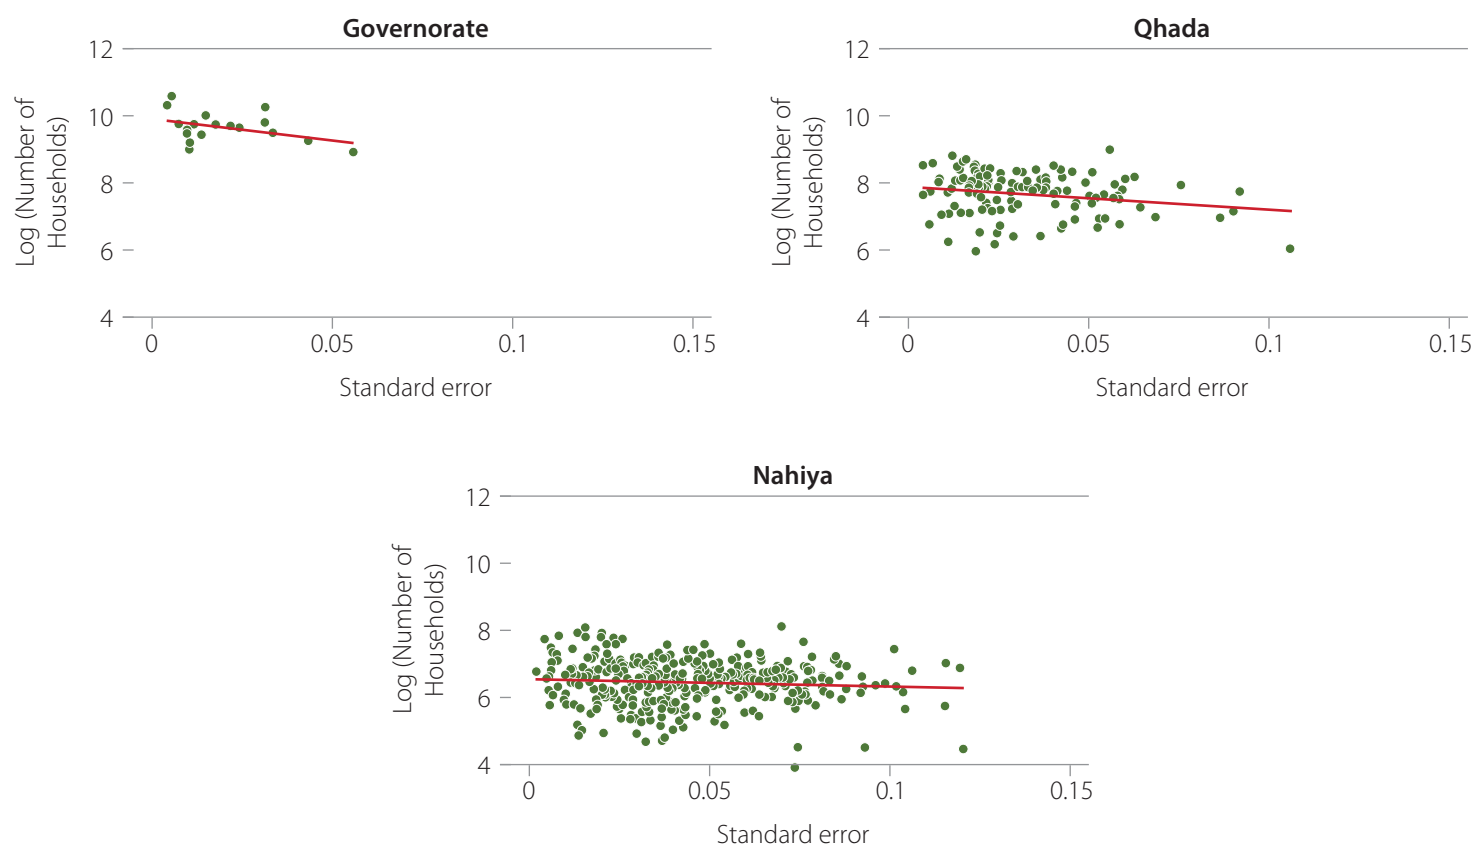 Governorate
12
10
8
6
4
Log (Number of
Households)
0
0.05
0.1
0.15
Standard error
Qhada
12
10
8
6
4
Log (Number of
Households)
0
0.05
0.1
0.15
Standard error
Nahiya
12
10
8
6
4
Log (Number of
Households)
0
0.05
0.1
0.15
Standard error